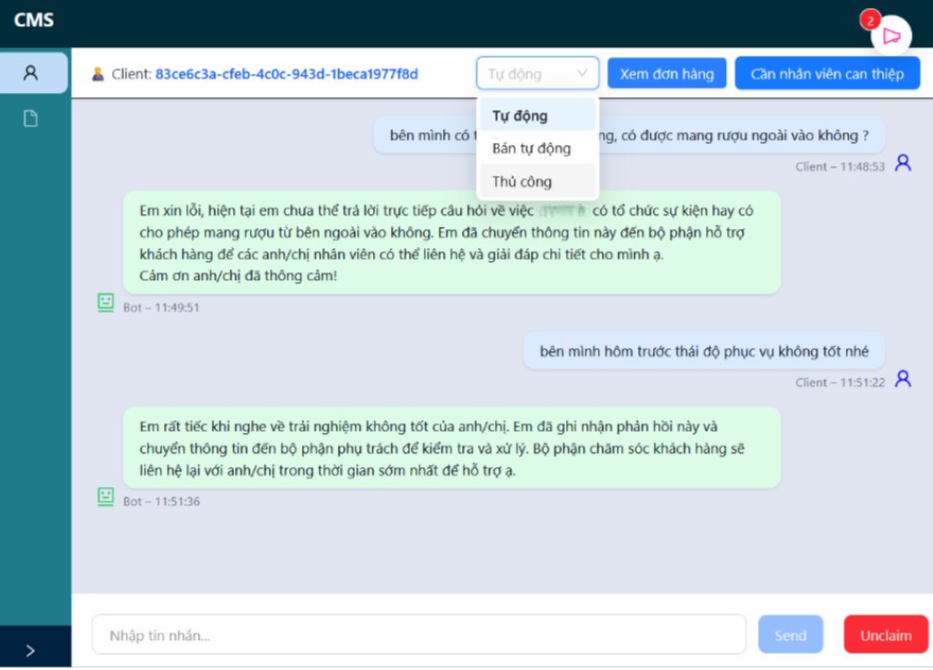 CMS
2
Client: 83ce6c3a-cfeb-4c0c-943d-1beca1977f8d
Tự động
Xem đơn hàng
Cần nhân viên can thiệp
Tự động
Bán tự động
Thủ công
bên mình có ng, có được mang rượu ngoài vào không ?
Client – 11:48:53
Em xin lỗi, hiện tại em chưa thể trả lời trực tiếp câu hỏi về việc có tổ chức sự kiện hay có
cho phép mang rượu từ bên ngoài vào không. Em đã chuyển thông tin này đến bộ phận hỗ trợ
khách hàng để các anh/chị nhân viên có thể liên hệ và giải đáp chi tiết cho mình ạ.
Cảm ơn anh/chị đã thông cảm!
Bot – 11:49:51
bên mình hôm trước thái độ phục vụ không tốt nhé
Client – 11:51:22
Em rất tiếc khi nghe về trải nghiệm không tốt của anh/chị. Em đã ghi nhận phản hồi này và
chuyển thông tin đến bộ phận phụ trách để kiểm tra và xử lý. Bộ phận chăm sóc khách hàng sẽ
liên hệ lại với anh/chị trong thời gian sớm nhất để hỗ trợ ạ.
Bot – 11:51:36
Nhập tin nhắn...
Send
Unclaim